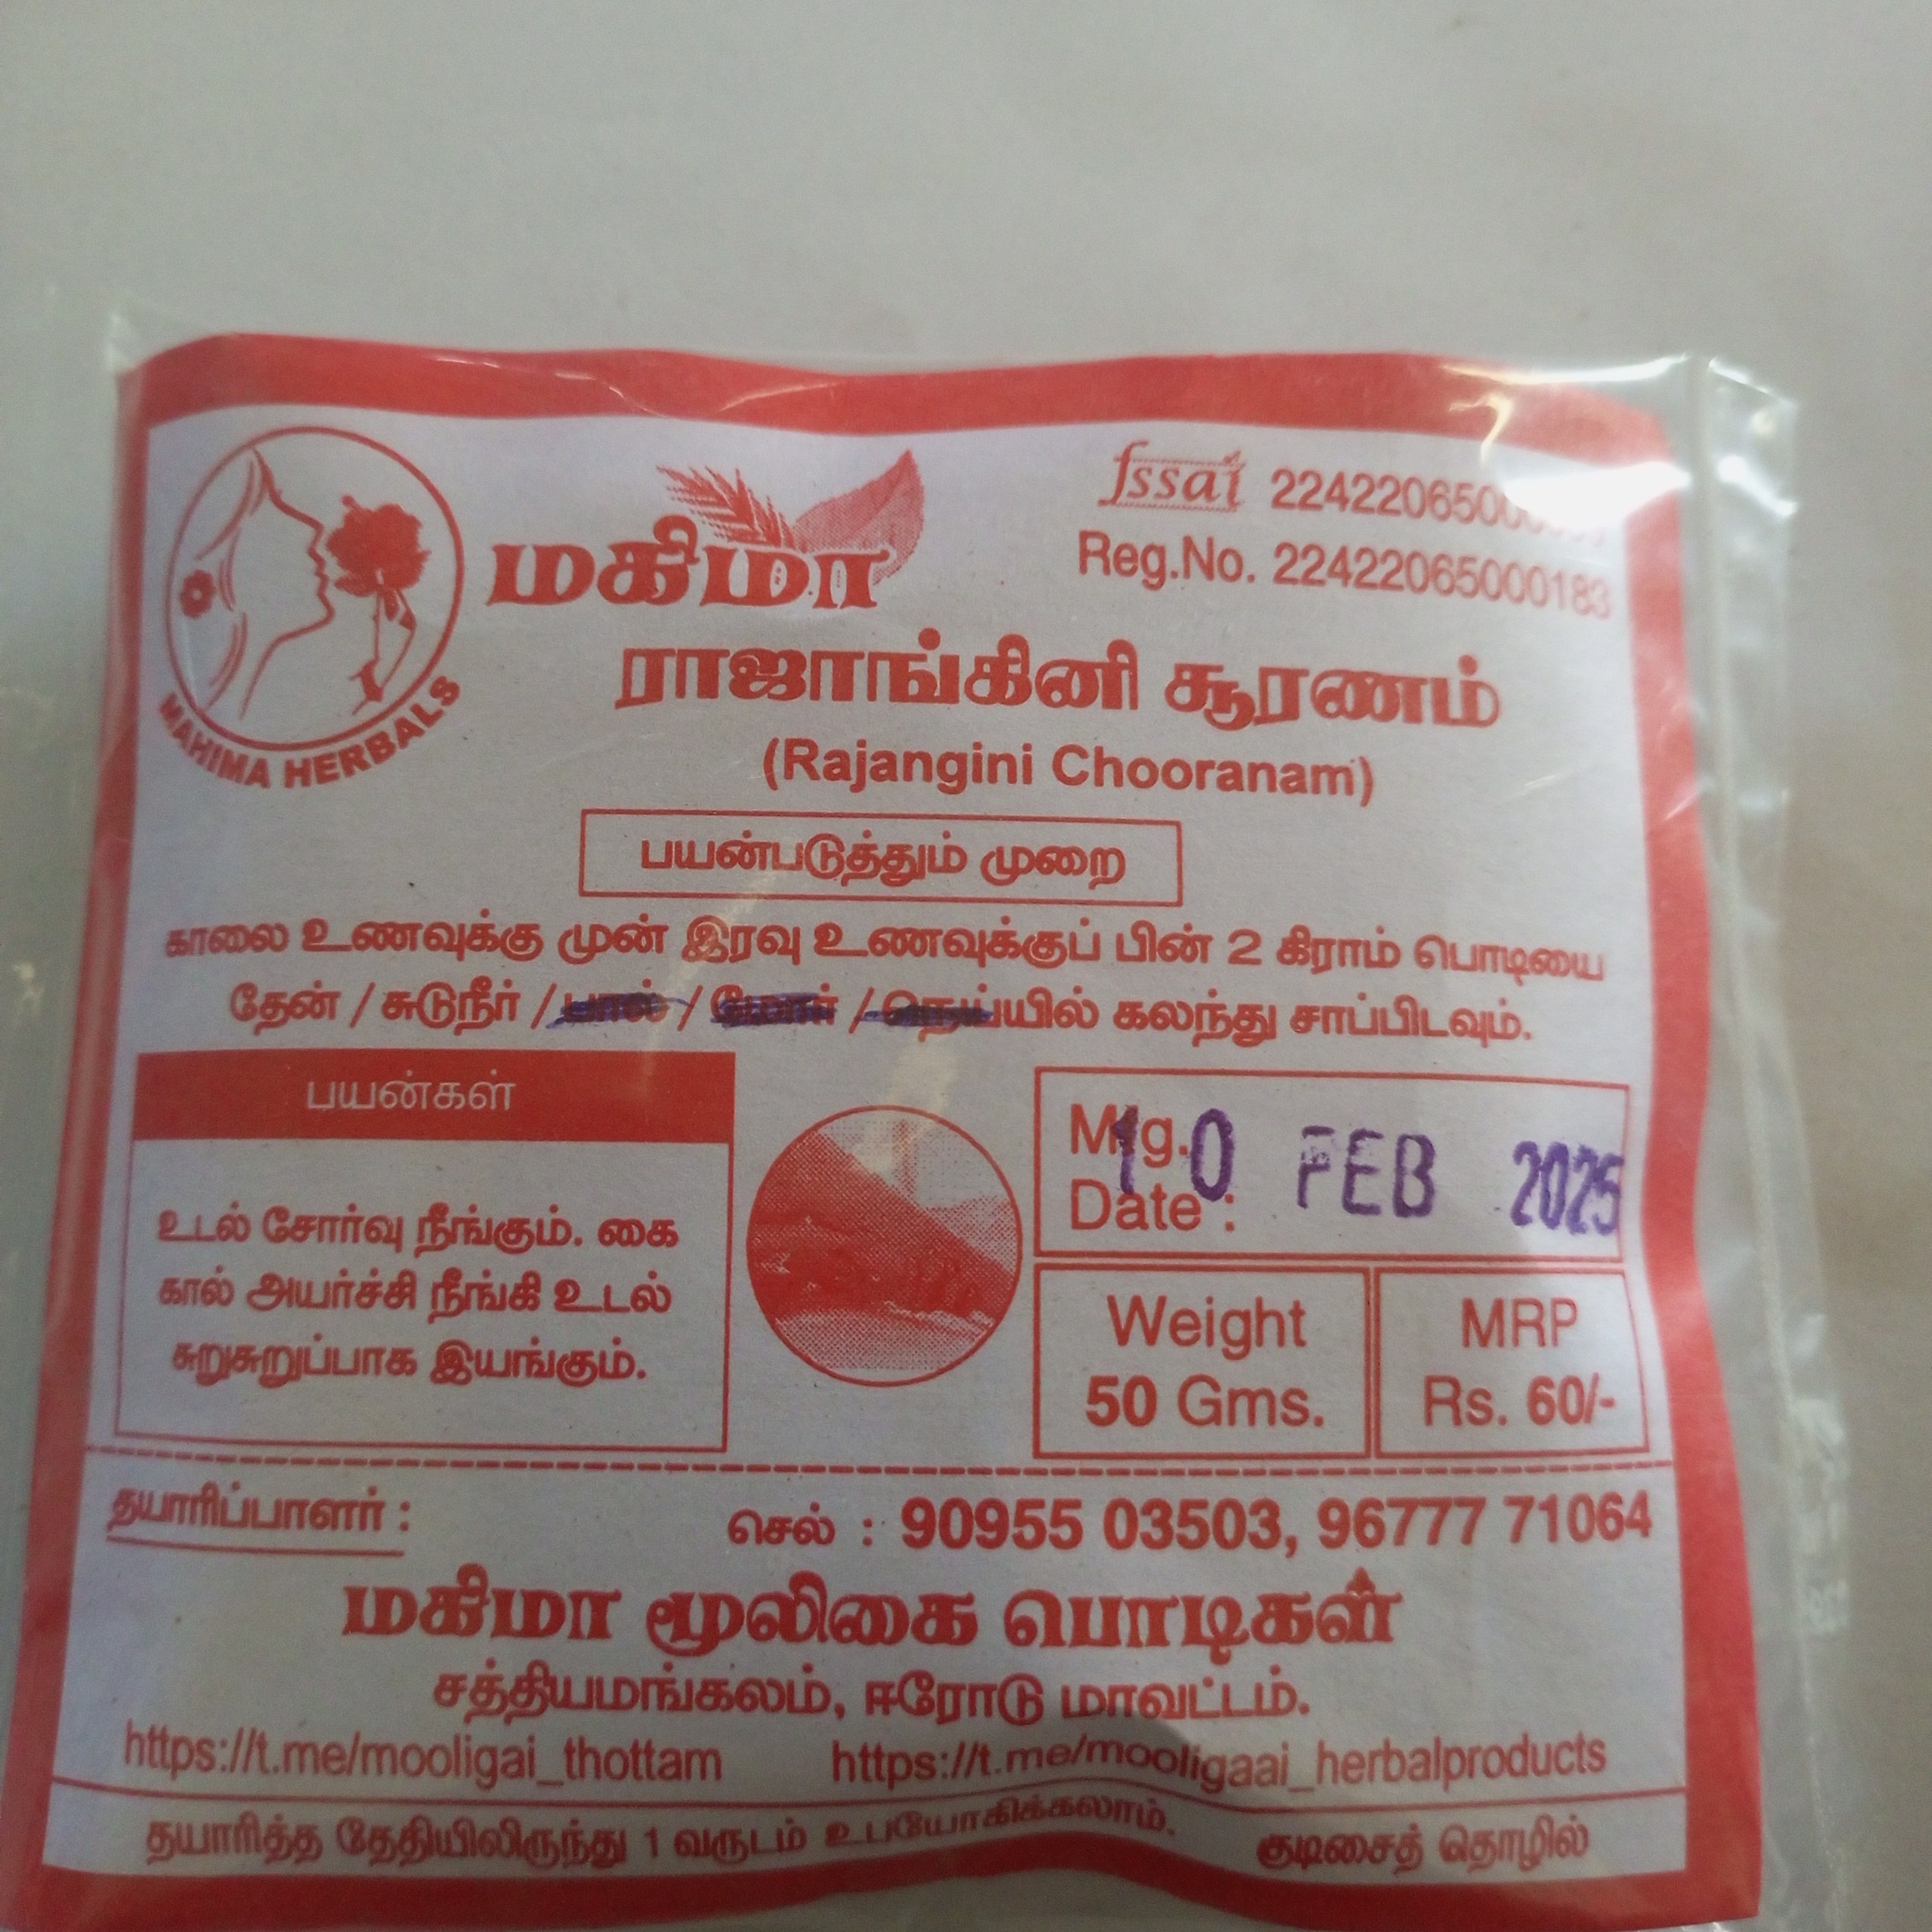 மகிமா
fssai
Reg.No. 22422065000183
MAHIMA HERBALS
ராஜாங்கினி சூரணம்
(Rajangini Chooranam)
பயன்படுத்தும் முறை
காலை உணவுக்கு முன் இரவு உணவுக்குப் பின் 2 கிராம் பொடியை
தேன் / சுடுநீர் / பால் / மோர் / நெய்யில் கலந்து சாப்பிடவும்.
பயன்கள்
உடல் சோர்வு நீங்கும். கை
கால் அயர்ச்சி நீங்கி உடல்
சுறுசுறுப்பாக இயங்கும்.
Mfg. Date : 10 FEB 2025
Weight
50 Gms.
MRP
Rs. 60/-
தயாரிப்பாளர் :
செல் : 90955 03503, 96777 71064
மகிமா மூலிகை பொடிகள்
சத்தியமங்கலம், ஈரோடு மாவட்டம்.
https://t.me/mooligai_thottam https://t.me/mooligaai_herbalproducts
தயாரித்த தேதியிலிருந்து 1 வருடம் உபயோகிக்கலாம். குடிசைத் தொழில்